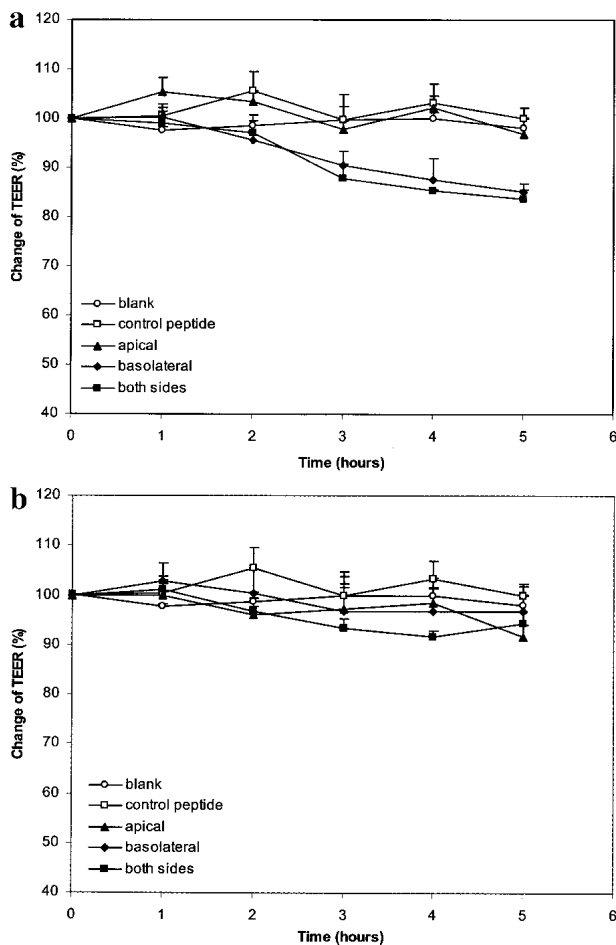 a
120
110
100
90
80
70
60
50
40
Change of TEER (%)
blank
control peptide
apical
basolateral
both sides
0 1 2 3 4 5 6
Time (hours)
b
120
110
100
90
80
70
60
50
40
Change of TEER (%)
blank
control peptide
apical
basolateral
both sides
0 1 2 3 4 5 6
Time (hours)